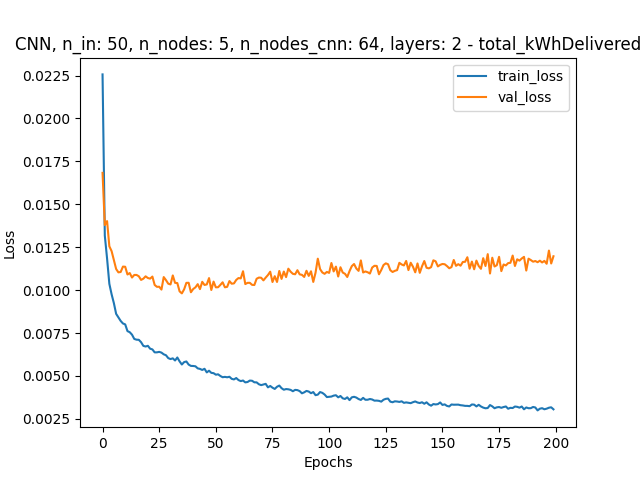 CNN, n_in: 50, n_nodes: 5, n_nodes_cnn: 64, layers: 2 - total_kWhDelivered
train_loss
val_loss
0.0225
0.0200
0.0175
0.0150
0.0125
0.0100
0.0075
0.0050
0.0025
Loss
0 25 50 75 100 125 150 175 200
Epochs